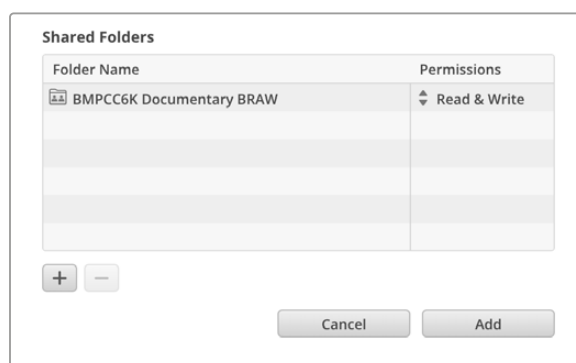 Shared Folders
Folder Name Permissions
BMPCC6K Documentary BRAW Read & Write
Cancel Add